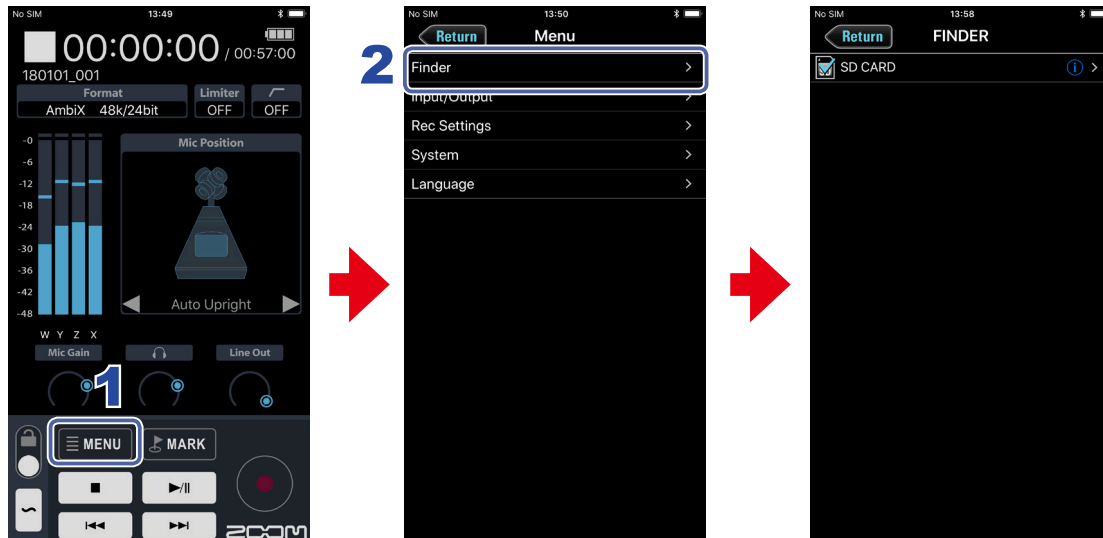 No SIM 13:49
00:00:00 / 00:57:00
180101_001
Format Limiter
AmbiX 48k/24bit OFF OFF
Mic Position
-0
-6
-12
-18
-24
-30
-36
-42
-48
Auto Upright
W Y Z X
Mic Gain Line Out
1
MENU MARK
ZOOM
No SIM 13:50
Return Menu
2
Finder
Input/Output
Rec Settings
System
Language
No SIM 13:58
Return FINDER
SD CARD